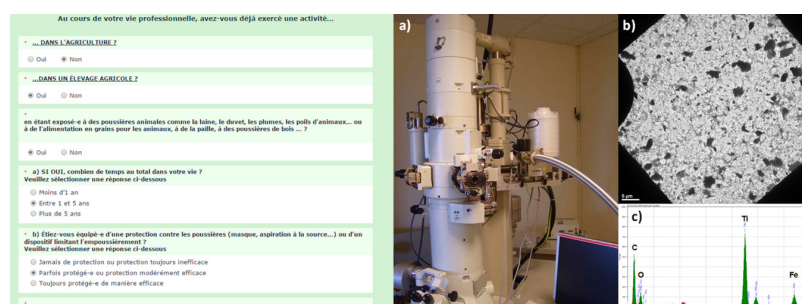 Au cours de votre vie professionnelle, avez-vous déjà exercé une activité...
* ... DANS L'AGRICULTURE ?
Oui Non
* ...DANS UN ÉLEVAGE AGRICOLE ?
Oui Non
*
en étant exposé-e à des poussières animales comme la laine, le duvet, les plumes, les poils d'animaux... ou
à de l'alimentation en grains pour les animaux, à de la paille, à des poussières de bois ... ?
Oui Non
* a) SI OUI, combien de temps au total dans votre vie ?
Veuillez sélectionner une réponse ci-dessous
Moins d'1 an
Entre 1 et 5 ans
Plus de 5 ans
* b) Étiez-vous équipé-e d'une protection contre les poussières (masque, aspiration à la source...) ou d'un
dispositif limitant l'empoussièrement ?
Veuillez sélectionner une réponse ci-dessous
Jamais de protection ou protection toujours inefficace
Parfois protégé-e ou protection modérément efficace
Toujours protégé-e de manière efficace
a)
b)
5 µm
c)
Ti
C
O
Fe